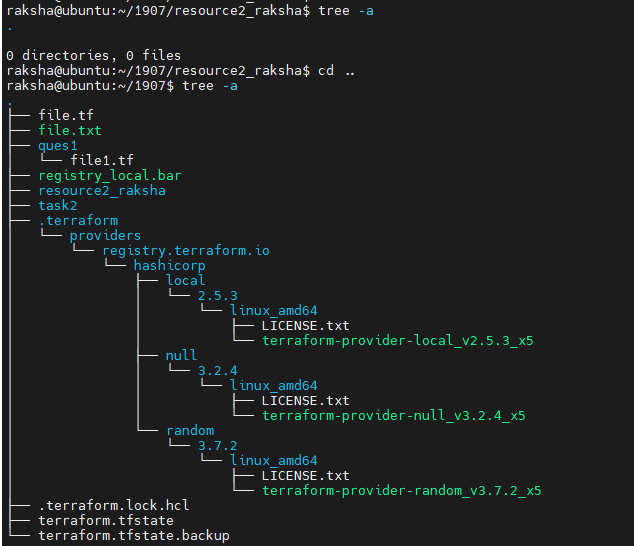 raksha@ubuntu:~/1907/resource2_raksha$ tree -a
.
0 directories, 0 files
raksha@ubuntu:~/1907/resource2_raksha$ cd ..
raksha@ubuntu:~/1907$ tree -a
.
├── file.tf
├── file.txt
├── ques1
│   └── file1.tf
├── registry_local.bar
├── resource2_raksha
├── task2
├── .terraform
│   └── providers
│       └── registry.terraform.io
│           └── hashicorp
│               ├── local
│               │   └── 2.5.3
│               │       └── linux_amd64
│               │           ├── LICENSE.txt
│               │           └── terraform-provider-local_v2.5.3_x5
│               ├── null
│               │   └── 3.2.4
│               │       └── linux_amd64
│               │           ├── LICENSE.txt
│               │           └── terraform-provider-null_v3.2.4_x5
│               └── random
│                   └── 3.7.2
│                       └── linux_amd64
│                           ├── LICENSE.txt
│                           └── terraform-provider-random_v3.7.2_x5
├── .terraform.lock.hcl
├── terraform.tfstate
└── terraform.tfstate.backup